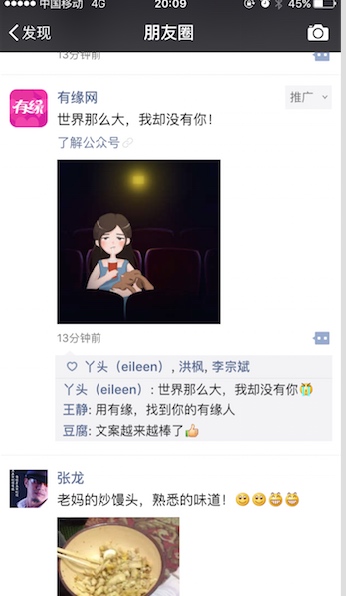 中国移动 4G 20:09 45%
发现 朋友圈
13分钟前
有缘
有缘网 推广
世界那么大，我却没有你！
了解公众号
13分钟前
丫头（eileen）, 洪枫, 李宗斌
丫头（eileen）: 世界那么大，我却没有你😭
王静: 用有缘，找到你的有缘人
豆腐: 文案越来越棒了👍
张龙
老妈的炒馒头，熟悉的味道！🙂🙂😁😁